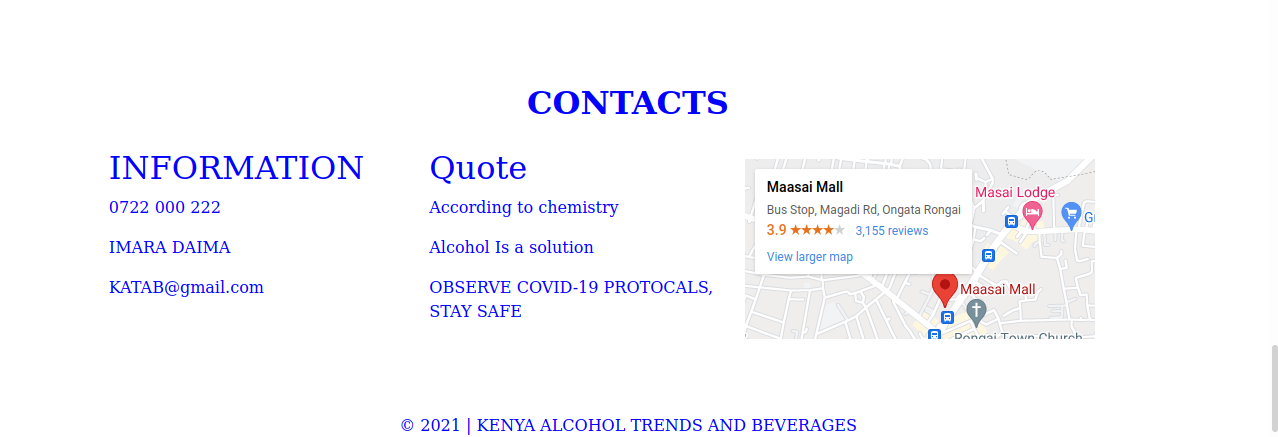 CONTACTS
INFORMATION
0722 000 222
IMARA DAIMA
KATAB@gmail.com
Quote
According to chemistry
Alcohol Is a solution
OBSERVE COVID-19 PROTOCALS,
STAY SAFE
Maasai Mall
Bus Stop, Magadi Rd, Ongata Rongai
3.9 3,155 reviews
View larger map
Masai Lodge
Maasai Mall
Rongai Town Church
© 2021 | KENYA ALCOHOL TRENDS AND BEVERAGES